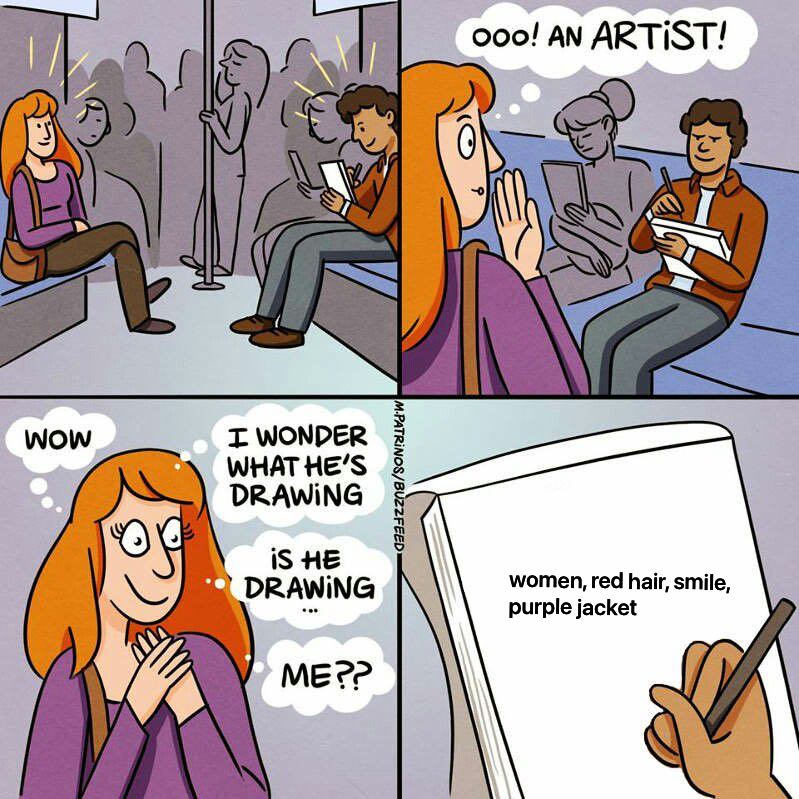 OOO! AN ARTiST!
WOW
I WONDER
WHAT HE'S
DRAWiNG
iS HE
DRAWiNG
...
ME??
M.PATRiNOS/BUZZFEED
women, red hair, smile,
purple jacket